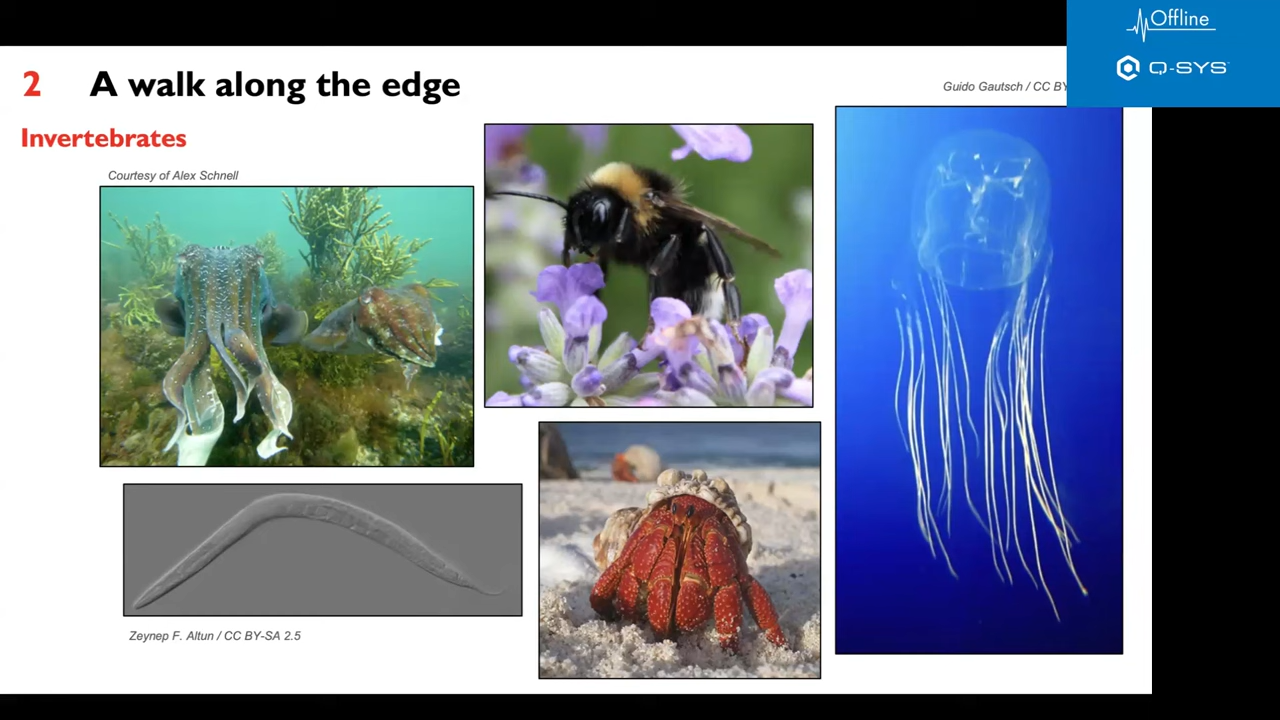 Offline
Q-SYS
2 A walk along the edge
Guido Gautsch / CC BY
Invertebrates
Courtesy of Alex Schnell
Zeynep F. Altun / CC BY-SA 2.5